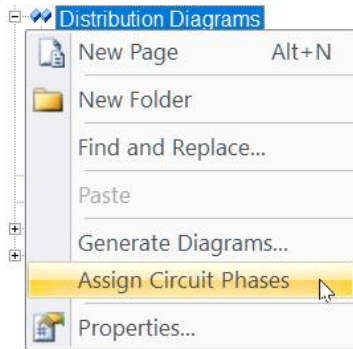 Distribution Diagrams
New Page Alt+N
New Folder
Find and Replace...
Paste
Generate Diagrams...
Assign Circuit Phases
Properties...